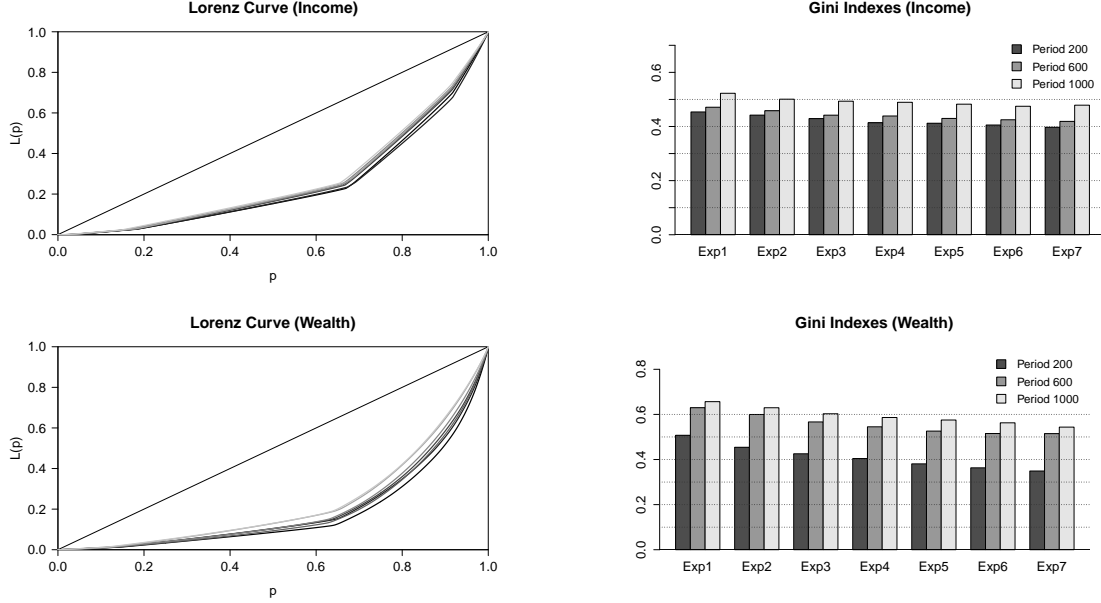 Lorenz Curve (Income)
1.0
0.8
0.6
0.4
0.2
0.0
L(p)
0.0 0.2 0.4 0.6 0.8 1.0
p
Gini Indexes (Income)
0.6
0.4
0.2
0.0
Period 200
Period 600
Period 1000
Exp1 Exp2 Exp3 Exp4 Exp5 Exp6 Exp7
Lorenz Curve (Wealth)
1.0
0.8
0.6
0.4
0.2
0.0
L(p)
0.0 0.2 0.4 0.6 0.8 1.0
p
Gini Indexes (Wealth)
0.8
0.6
0.4
0.2
0.0
Period 200
Period 600
Period 1000
Exp1 Exp2 Exp3 Exp4 Exp5 Exp6 Exp7